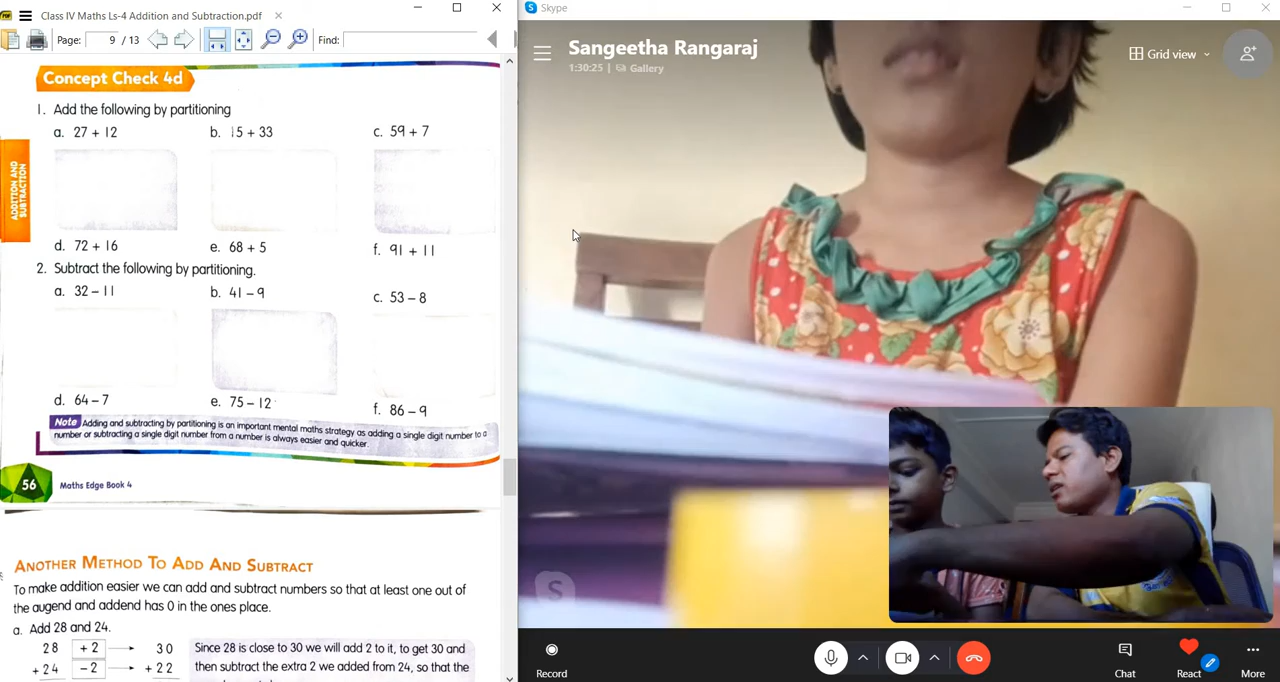 Class IV Maths Ls-4 Addition and Subtraction.pdf
Skype
Page: 9 / 13
Find:
Sangeetha Rangaraj
1:30:25 | Gallery
Grid view
Concept Check 4d
1. Add the following by partitioning
a. 27 + 12 b. 15 + 33 c. 59 + 7
ADDITION AND
SUBTRACTION
d. 72 + 16 e. 68 + 5 f. 91 + 11
2. Subtract the following by partitioning.
a. 32 – 11 b. 41 – 9 c. 53 – 8
d. 64 – 7 e. 75 – 12 f. 86 – 9
Note Adding and subtracting by partitioning is an important mental maths strategy as adding a single digit number to a
number or subtracting a single digit number from a number is always easier and quicker.
56 Maths Edge Book 4
ANOTHER METHOD TO ADD AND SUBTRACT
To make addition easier we can add and subtract numbers so that at least one out of
the augend and addend has 0 in the ones place.
a. Add 28 and 24.
28 + 2 30 Since 28 is close to 30 we will add 2 to it, to get 30 and
+ 24 – 2 + 22 then subtract the extra 2 we added from 24, so that the
Record
Chat
React
More